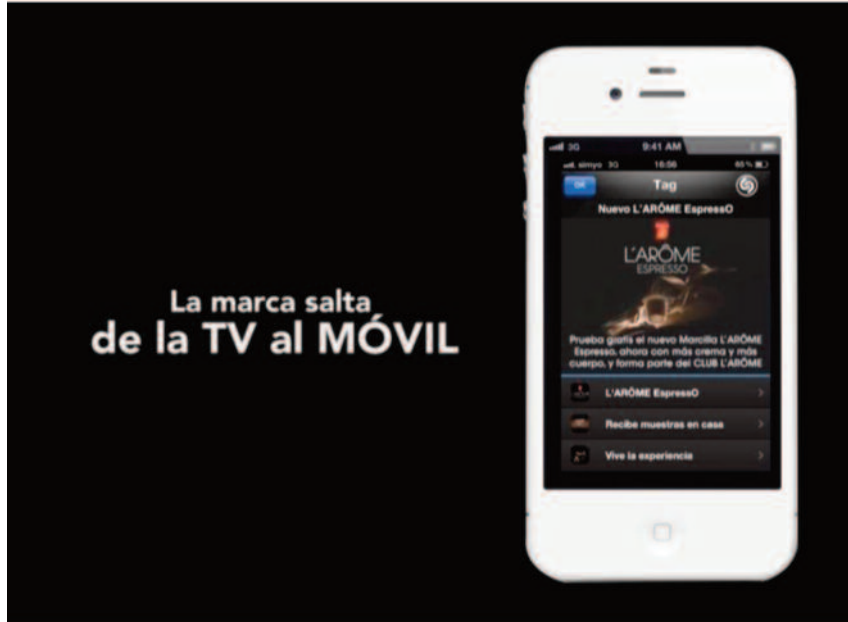 La marca salta
de la TV al MÓVIL
3G 9:41 AM
simyo 3G 16:56 65%
OK Tag
Nuevo L'ARÔME EspressO
L'ARÔME
ESPRESSO
Prueba gratis el nuevo Marcilla L'ARÔME
Espresso, ahora con más crema y más
cuerpo, y forma parte del CLUB L'ARÔME
L'ARÔME EspressO
Recibe muestras en casa
Vive la experiencia